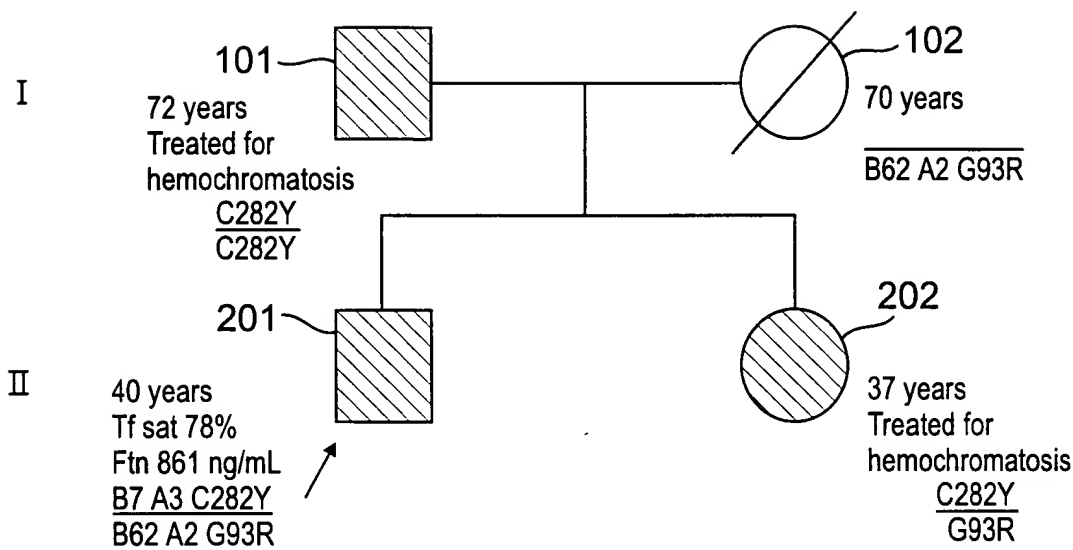 I
101
72 years
Treated for
hemochromatosis
C282Y
C282Y
102
70 years
B62 A2 G93R
II
201
40 years
Tf sat 78%
Ftn 861 ng/mL
B7 A3 C282Y
B62 A2 G93R
202
37 years
Treated for
hemochromatosis
C282Y
G93R